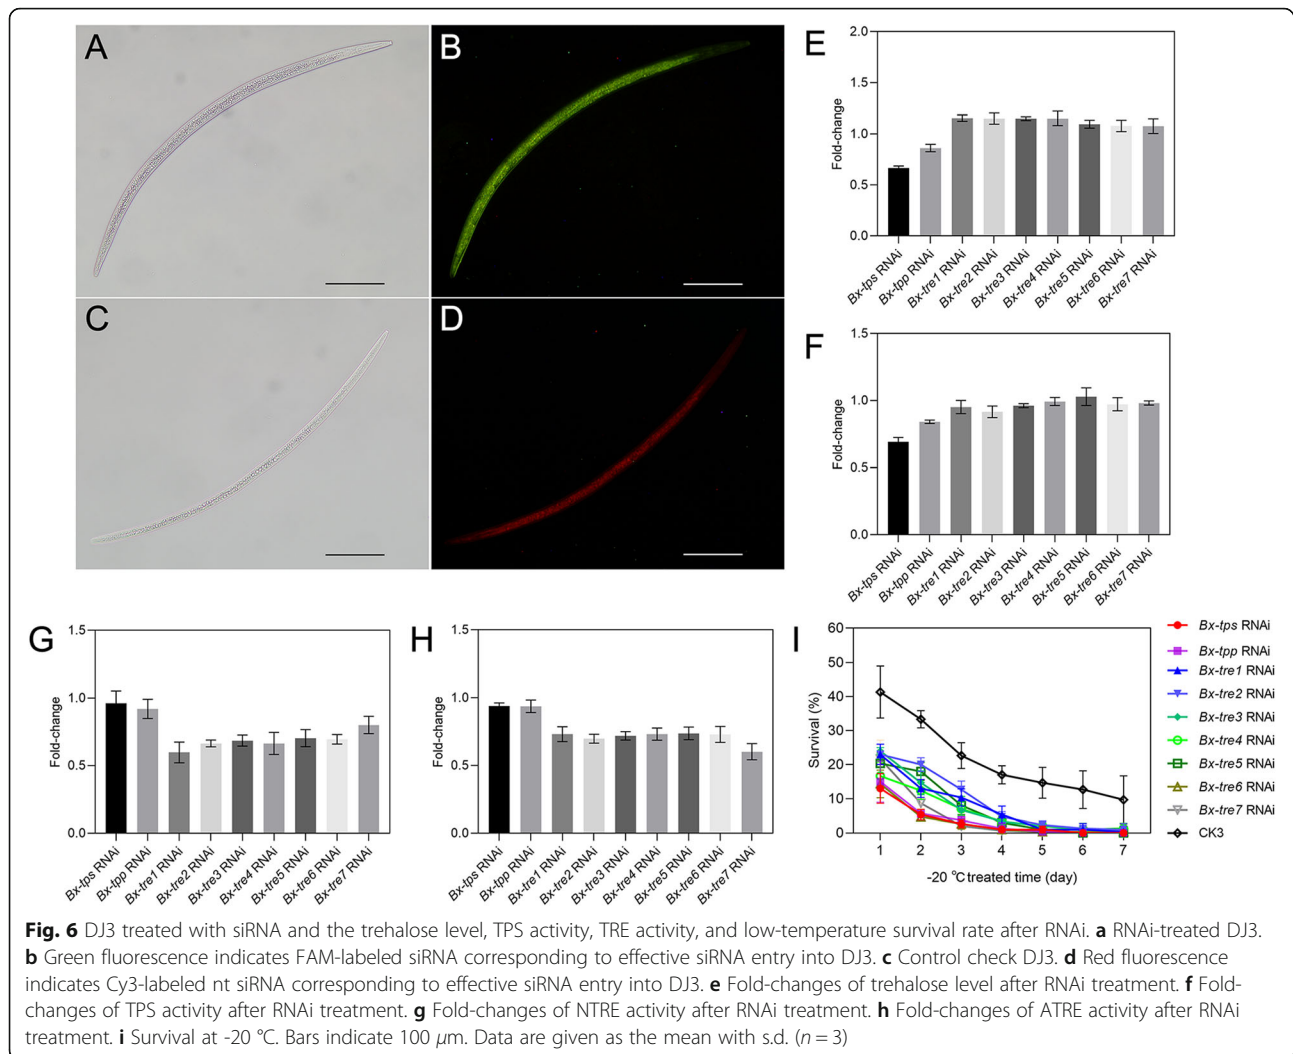 A
B
C
D
E
2.0
1.5
1.0
0.5
0.0
Fold-change
Bx-tps RNAi
Bx-tpp RNAi
Bx-tre1 RNAi
Bx-tre2 RNAi
Bx-tre3 RNAi
Bx-tre4 RNAi
Bx-tre5 RNAi
Bx-tre6 RNAi
Bx-tre7 RNAi
F
1.5
1.0
0.5
0.0
Fold-change
Bx-tps RNAi
Bx-tpp RNAi
Bx-tre1 RNAi
Bx-tre2 RNAi
Bx-tre3 RNAi
Bx-tre4 RNAi
Bx-tre5 RNAi
Bx-tre6 RNAi
Bx-tre7 RNAi
G
1.5
1.0
0.5
0.0
Fold-change
Bx-tps RNAi
Bx-tpp RNAi
Bx-tre1 RNAi
Bx-tre2 RNAi
Bx-tre3 RNAi
Bx-tre4 RNAi
Bx-tre5 RNAi
Bx-tre6 RNAi
Bx-tre7 RNAi
H
1.5
1.0
0.5
0.0
Fold-change
Bx-tps RNAi
Bx-tpp RNAi
Bx-tre1 RNAi
Bx-tre2 RNAi
Bx-tre3 RNAi
Bx-tre4 RNAi
Bx-tre5 RNAi
Bx-tre6 RNAi
Bx-tre7 RNAi
I
60
50
40
30
20
10
0
Survival (%)
1 2 3 4 5 6 7
-20 °C treated time (day)
Bx-tps RNAi
Bx-tpp RNAi
Bx-tre1 RNAi
Bx-tre2 RNAi
Bx-tre3 RNAi
Bx-tre4 RNAi
Bx-tre5 RNAi
Bx-tre6 RNAi
Bx-tre7 RNAi
CK3
Fig. 6 DJ3 treated with siRNA and the trehalose level, TPS activity, TRE activity, and low-temperature survival rate after RNAi. a RNAi-treated DJ3.
b Green fluorescence indicates FAM-labeled siRNA corresponding to effective siRNA entry into DJ3. c Control check DJ3. d Red fluorescence
indicates Cy3-labeled nt siRNA corresponding to effective siRNA entry into DJ3. e Fold-changes of trehalose level after RNAi treatment. f Fold-
changes of TPS activity after RNAi treatment. g Fold-changes of NTRE activity after RNAi treatment. h Fold-changes of ATRE activity after RNAi
treatment. i Survival at -20 °C. Bars indicate 100 μm. Data are given as the mean with s.d. (n = 3)